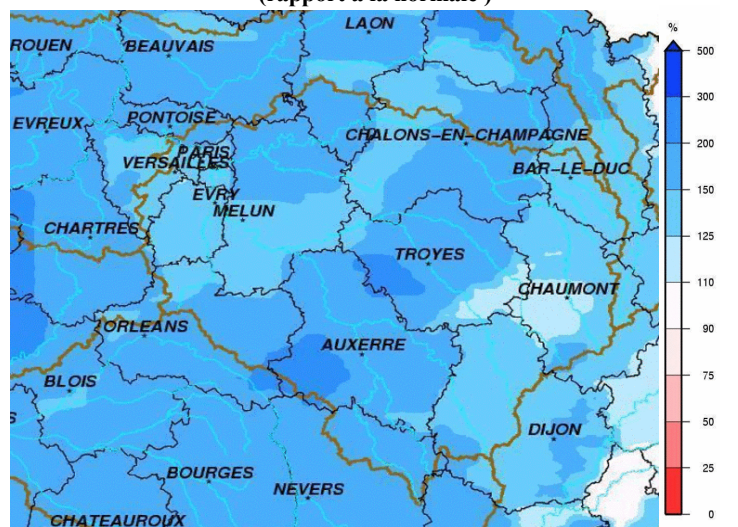 (rapport à la normale )
%
LAON
ROUEN
BEAUVAIS
500
300
EVREUX
PONTOISE
CHALONS-EN-CHAMPAGNE
PARIS
VERSAILLES
200
BAR-LE-DUC
EVRY
150
MELUN
CHARTRES
125
TROYES
CHAUMONT
110
ORLEANS
90
AUXERRE
75
BLOIS
50
DIJON
BOURGES
25
NEVERS
CHATEAUROUX
0